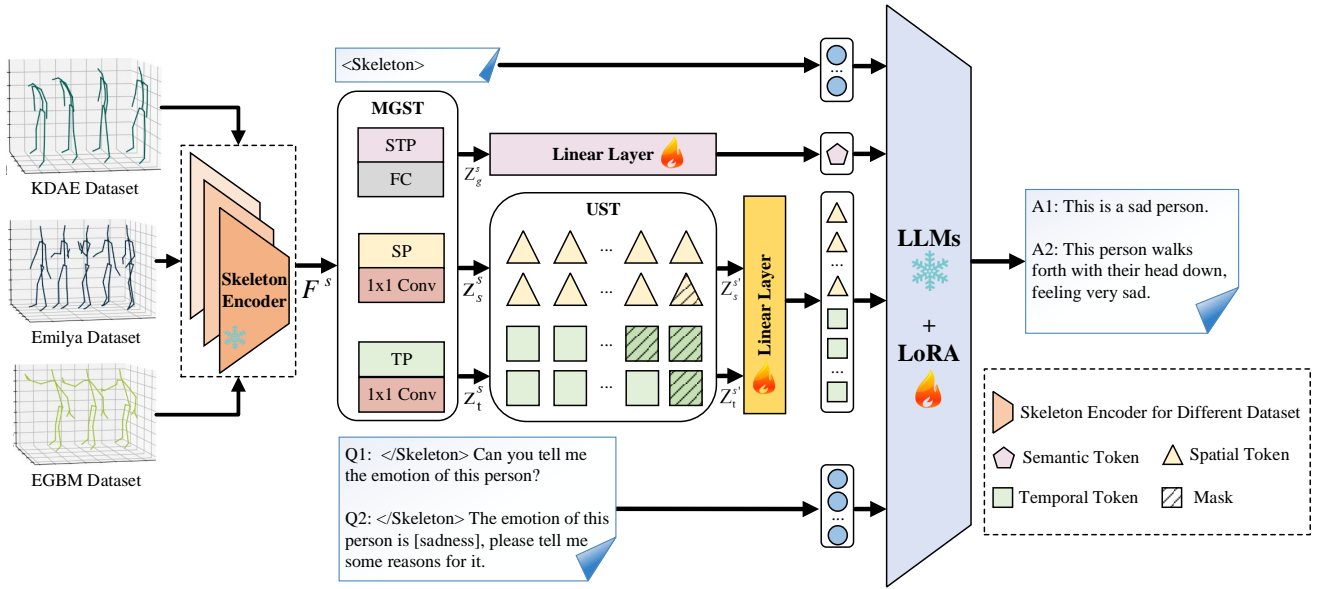 <Skeleton>
MGST
STP
FC
Z_g^s
Linear Layer
KDAE Dataset
UST
SP
1x1 Conv
Z_s^s
Z_s^{s'}
Skeleton
Encoder
F^s
Linear Layer
Emilya Dataset
TP
1x1 Conv
Z_t^s
Z_t^{s'}
...
...
...
...
...
...
...
...
EGBM Dataset
Q1: </Skeleton> Can you tell me
the emotion of this person?
Q2: </Skeleton> The emotion of this
person is [sadness], please tell me
some reasons for it.
...
LLMs
+
LoRA
A1: This is a sad person.
A2: This person walks
forth with their head down,
feeling very sad.
Skeleton Encoder for Different Dataset
Semantic Token
Spatial Token
Temporal Token
Mask